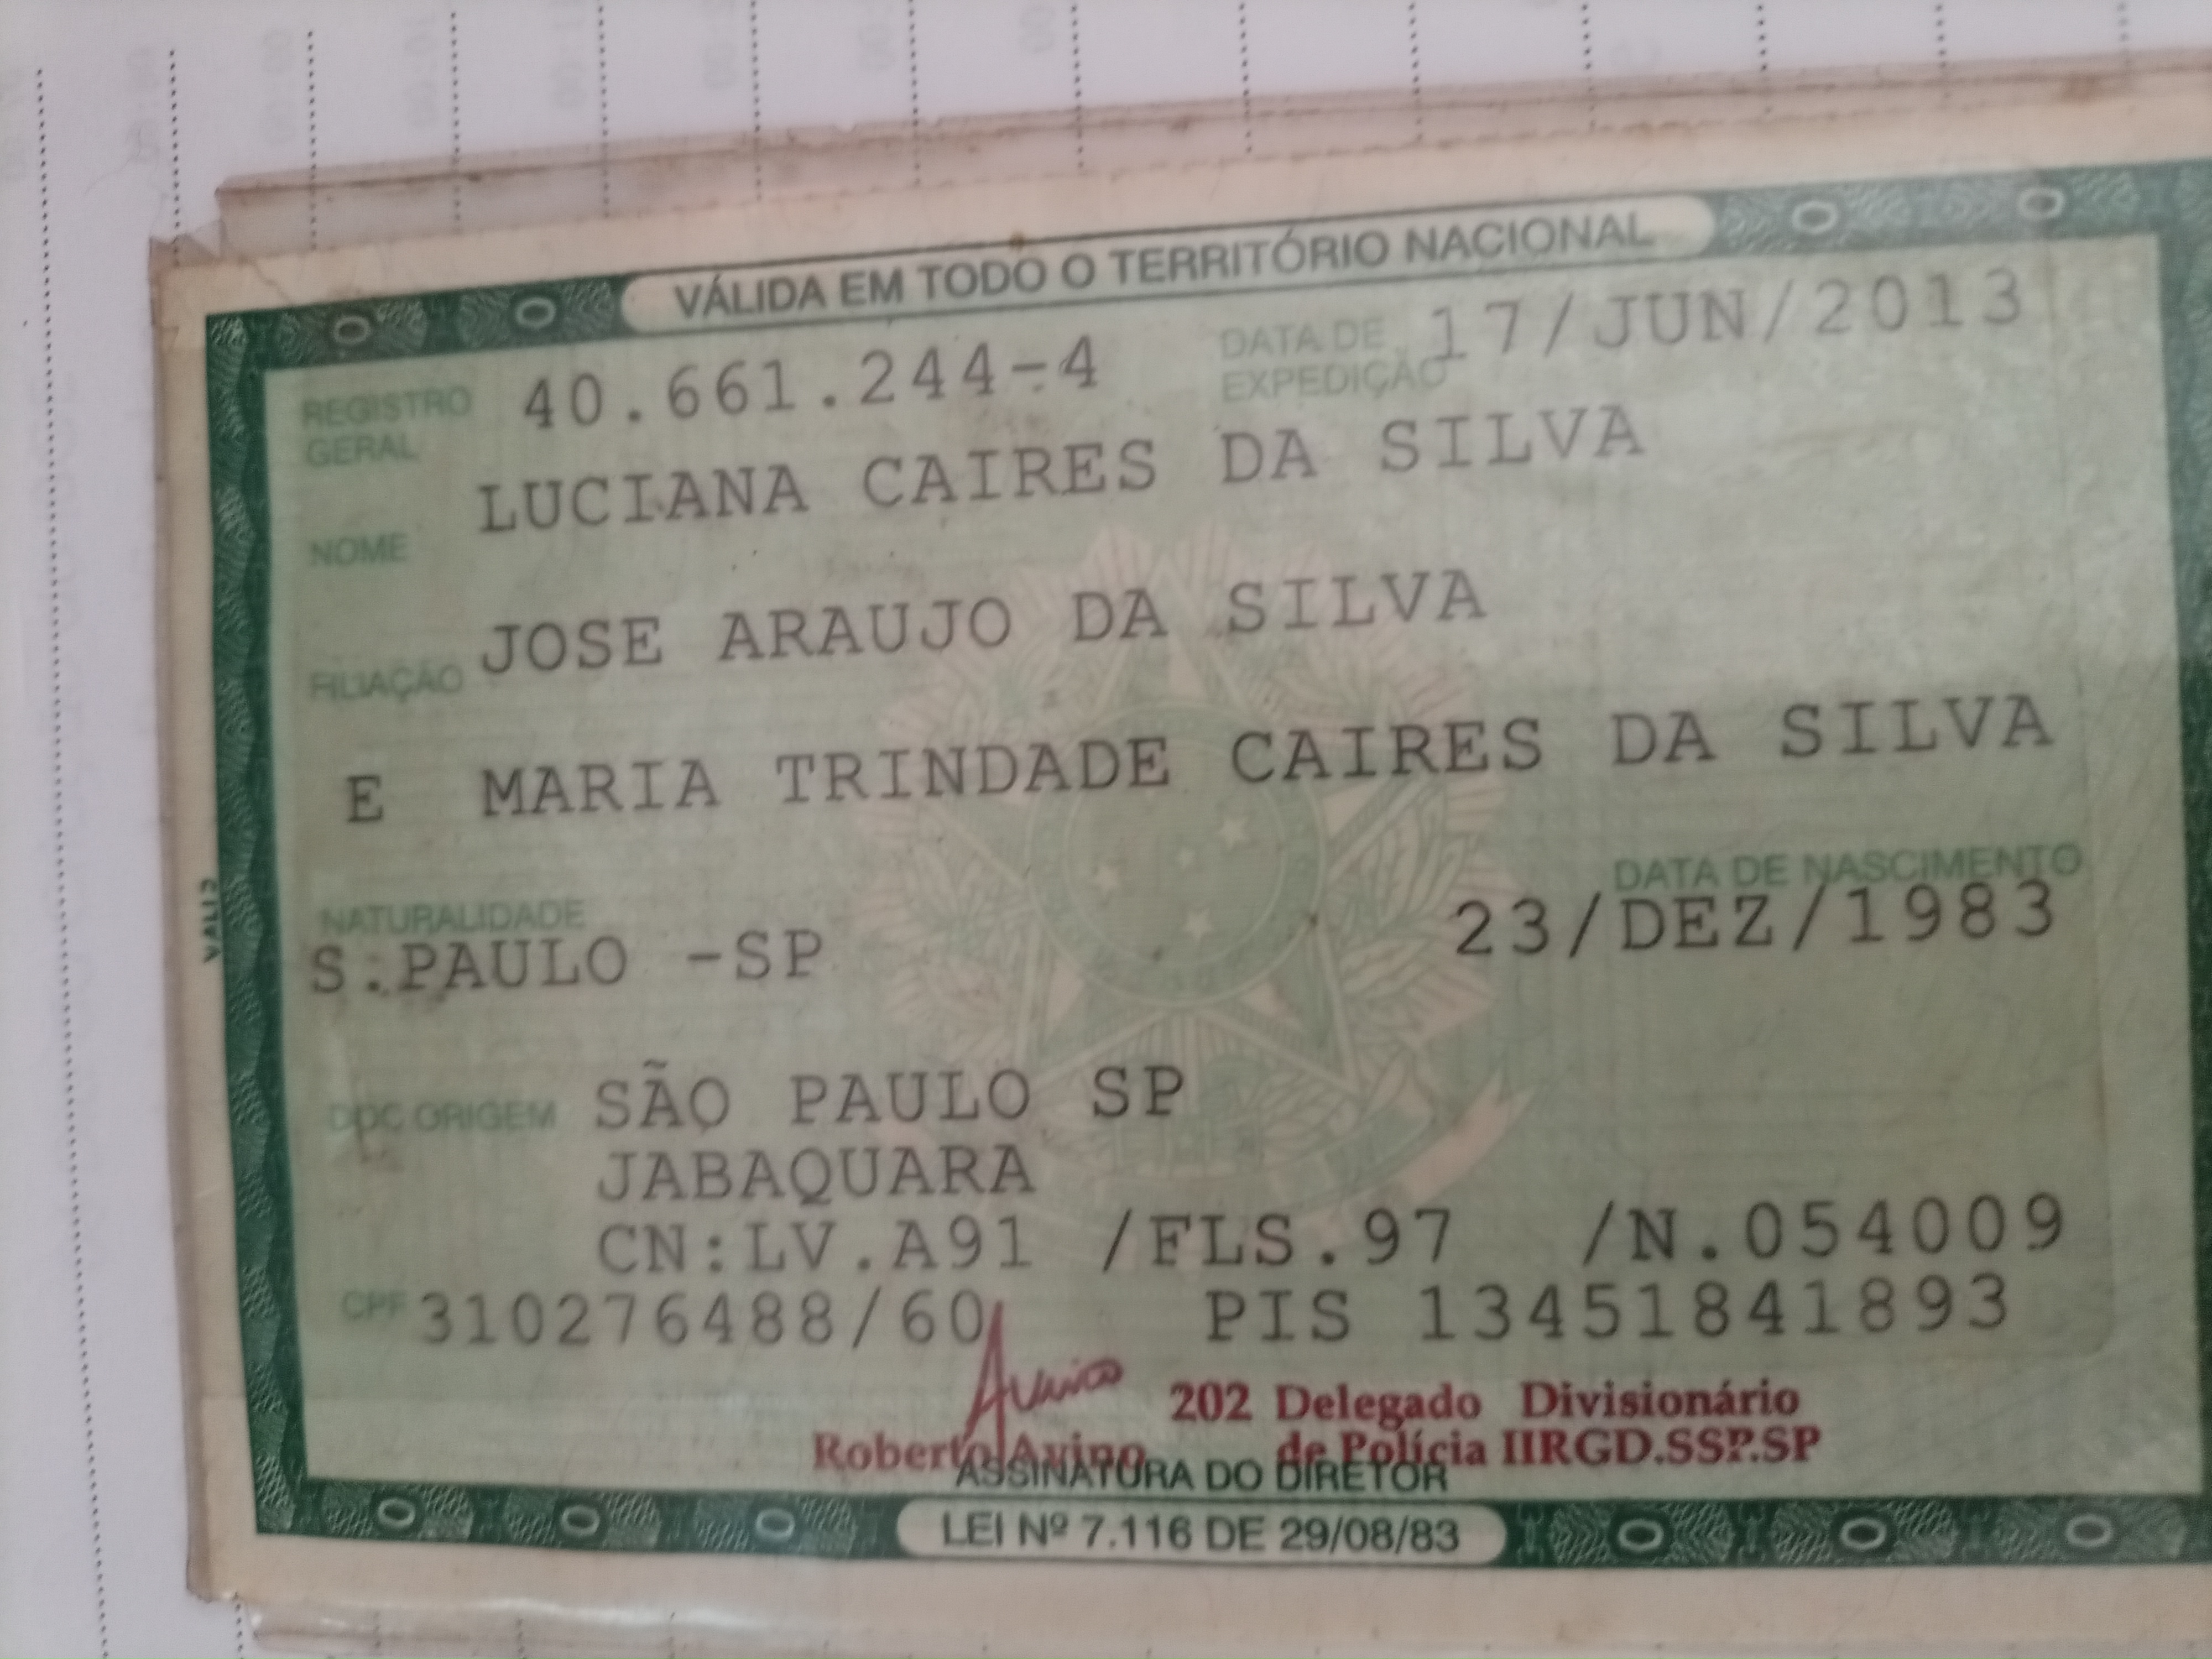 VÁLIDA EM TODO O TERRITÓRIO NACIONAL
REGISTRO GERAL 40.661.244-4 DATA DE EXPEDIÇÃO 17/JUN/2013
NOME LUCIANA CAIRES DA SILVA
FILIAÇÃO JOSE ARAUJO DA SILVA
E MARIA TRINDADE CAIRES DA SILVA
NATURALIDADE DATA DE NASCIMENTO
S.PAULO -SP 23/DEZ/1983
DOC ORIGEM SÃO PAULO SP
JABAQUARA
CN:LV.A91 /FLS.97 /N.054009
CPF 310276488/60 PIS 13451841893
202 Delegado Divisionário
Roberto Avino de Polícia IIRGD.SSP.SP
ASSINATURA DO DIRETOR
LEI Nº 7.116 DE 29/08/83